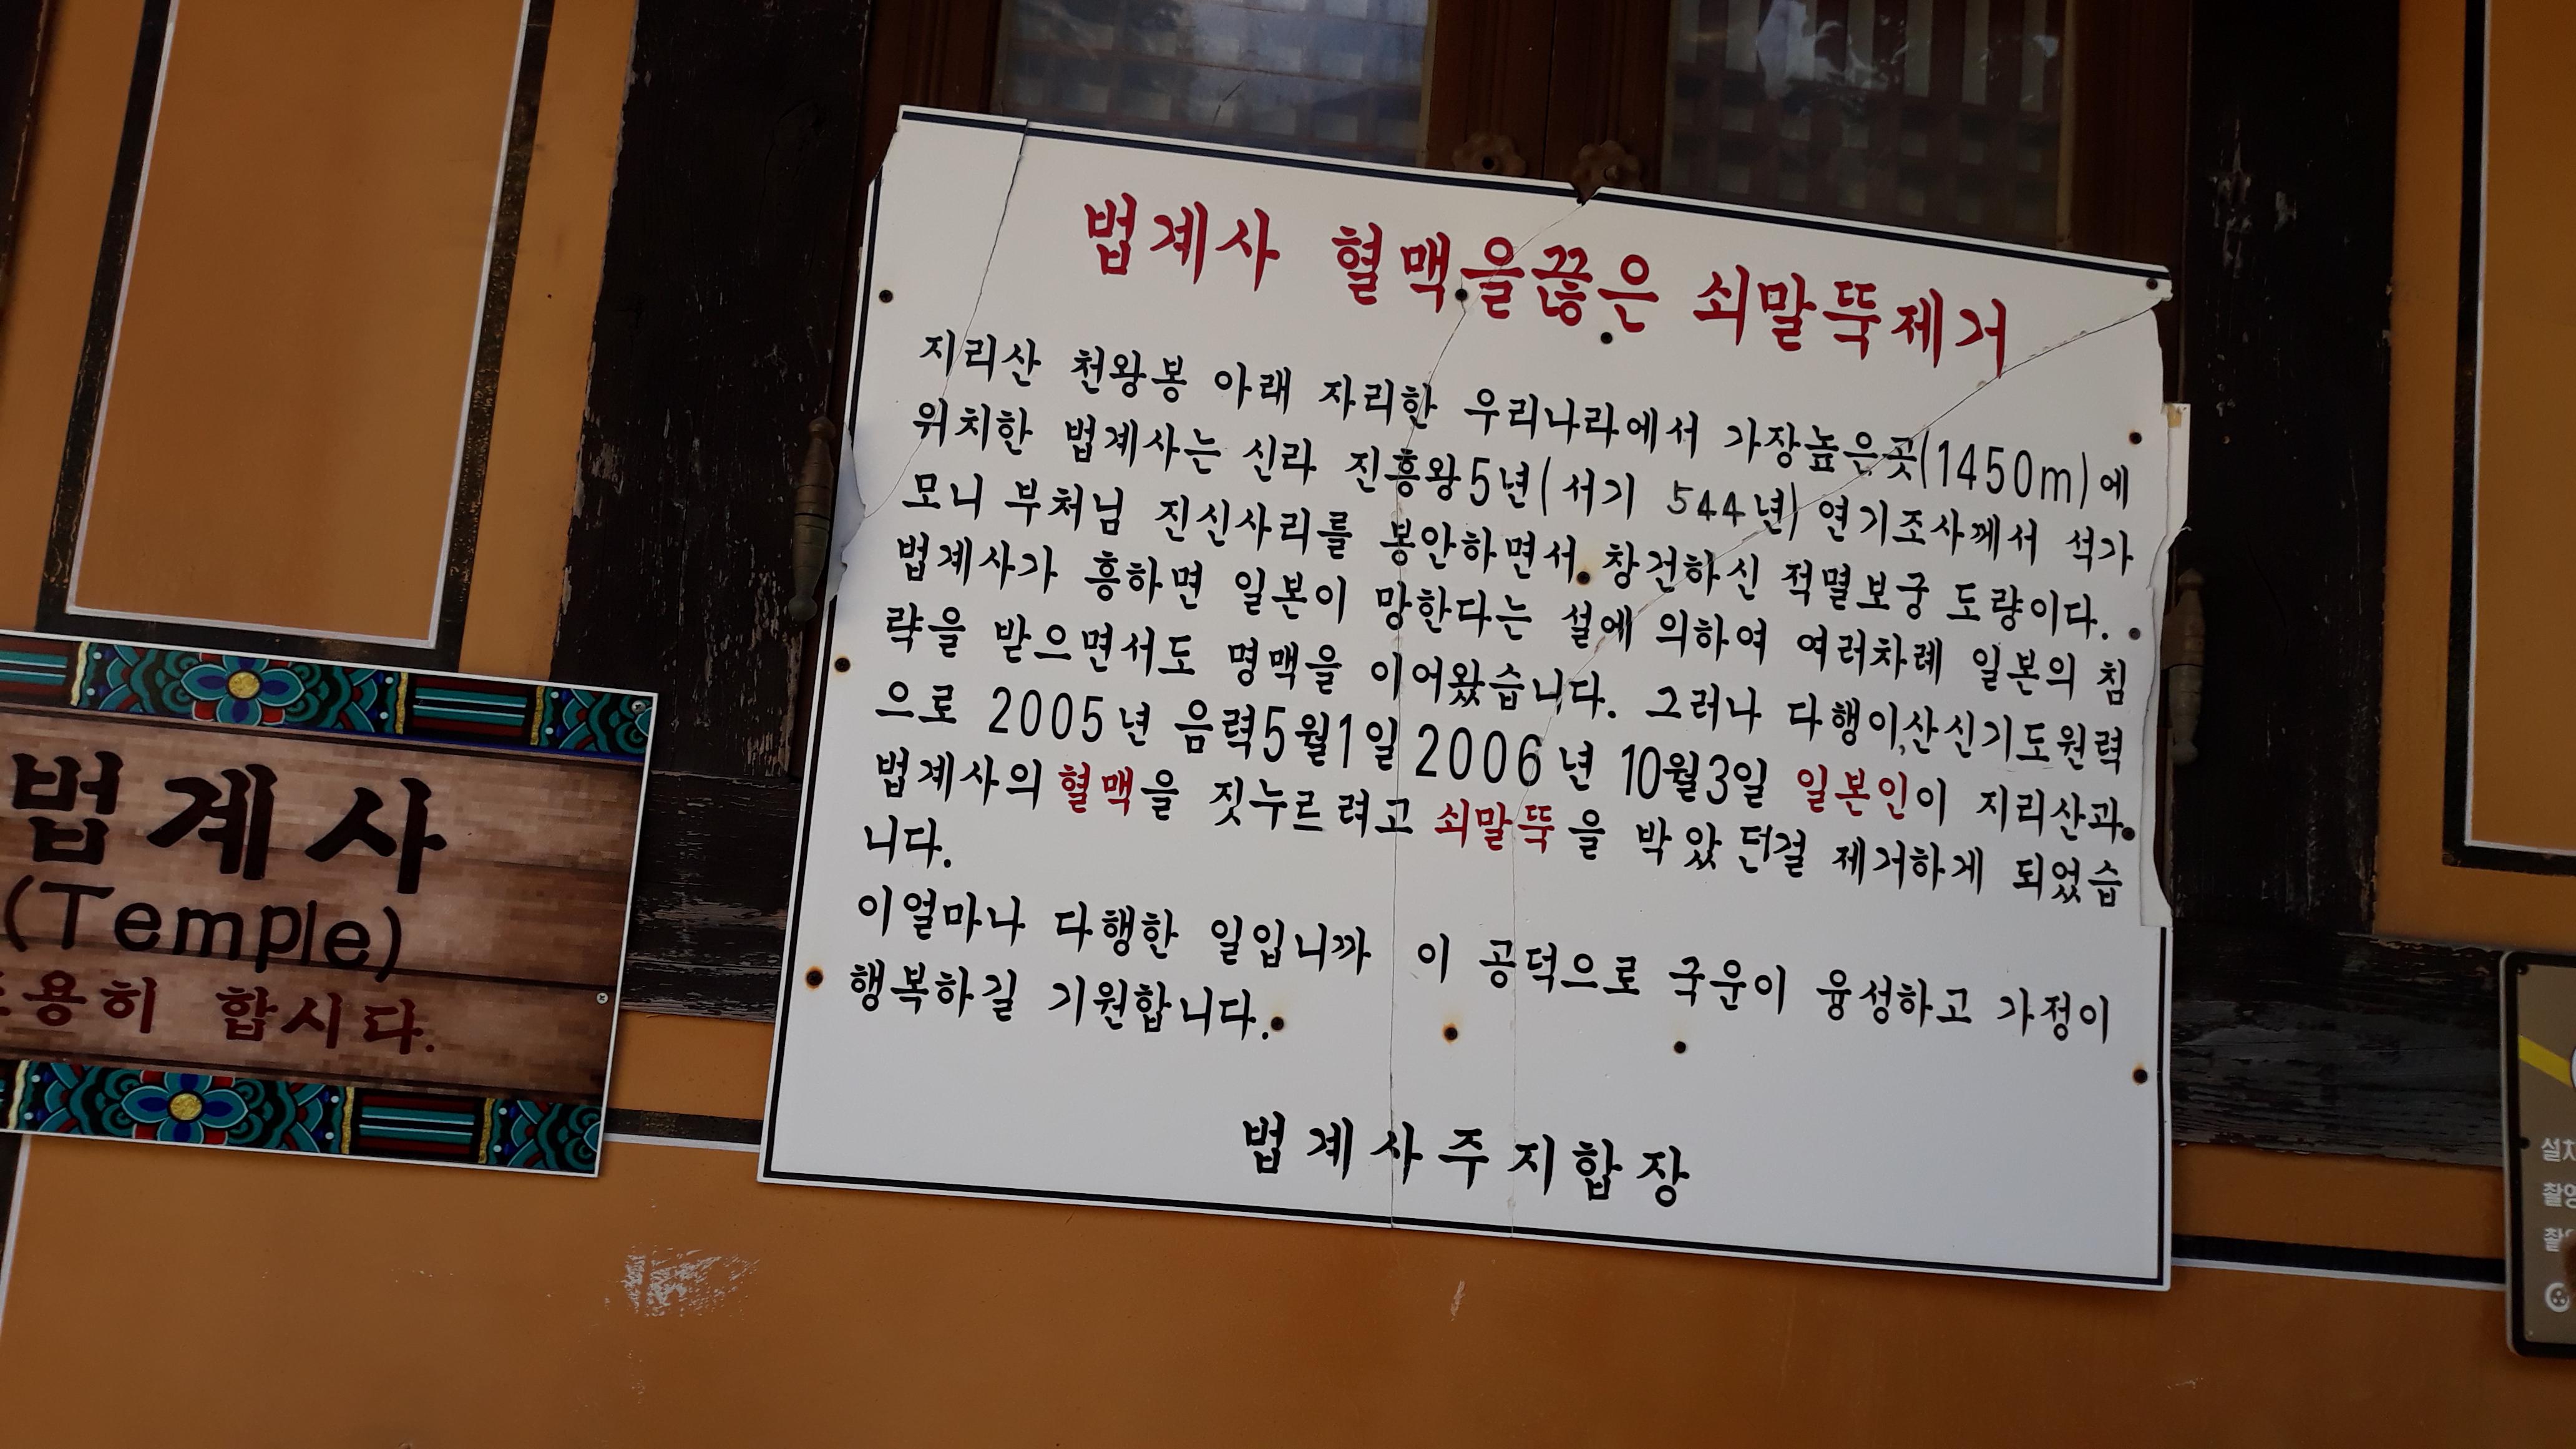 법계사 혈맥을끊은 쇠말뚝제거
지리산 천왕봉 아래 자리한 우리나라에서 가장높은곳(1450m)에
위치한 법계사는 신라 진흥왕5년(서기 544년) 연기조사께서 석가
모니 부처님 진신사리를 봉안하면서 창건하신 적멸보궁 도량이다.
법계사가 흥하면 일본이 망한다는 설에 의하여 여러차례 일본의 침
략을 받으면서도 명맥을 이어왔습니다. 그러나 다행이,산신기도원력
으로 2005년 음력5월1일 2006년 10월3일 일본인이 지리산과
법계사의 혈맥을 짓누르려고 쇠말뚝을 박았던걸 제거하게 되었습
니다.
이얼마나 다행한 일입니까 이 공덕으로 국운이 융성하고 가정이
행복하길 기원합니다.
법계사주지합장
법계사
(Temple)
용히 합시다.
설치
촬영